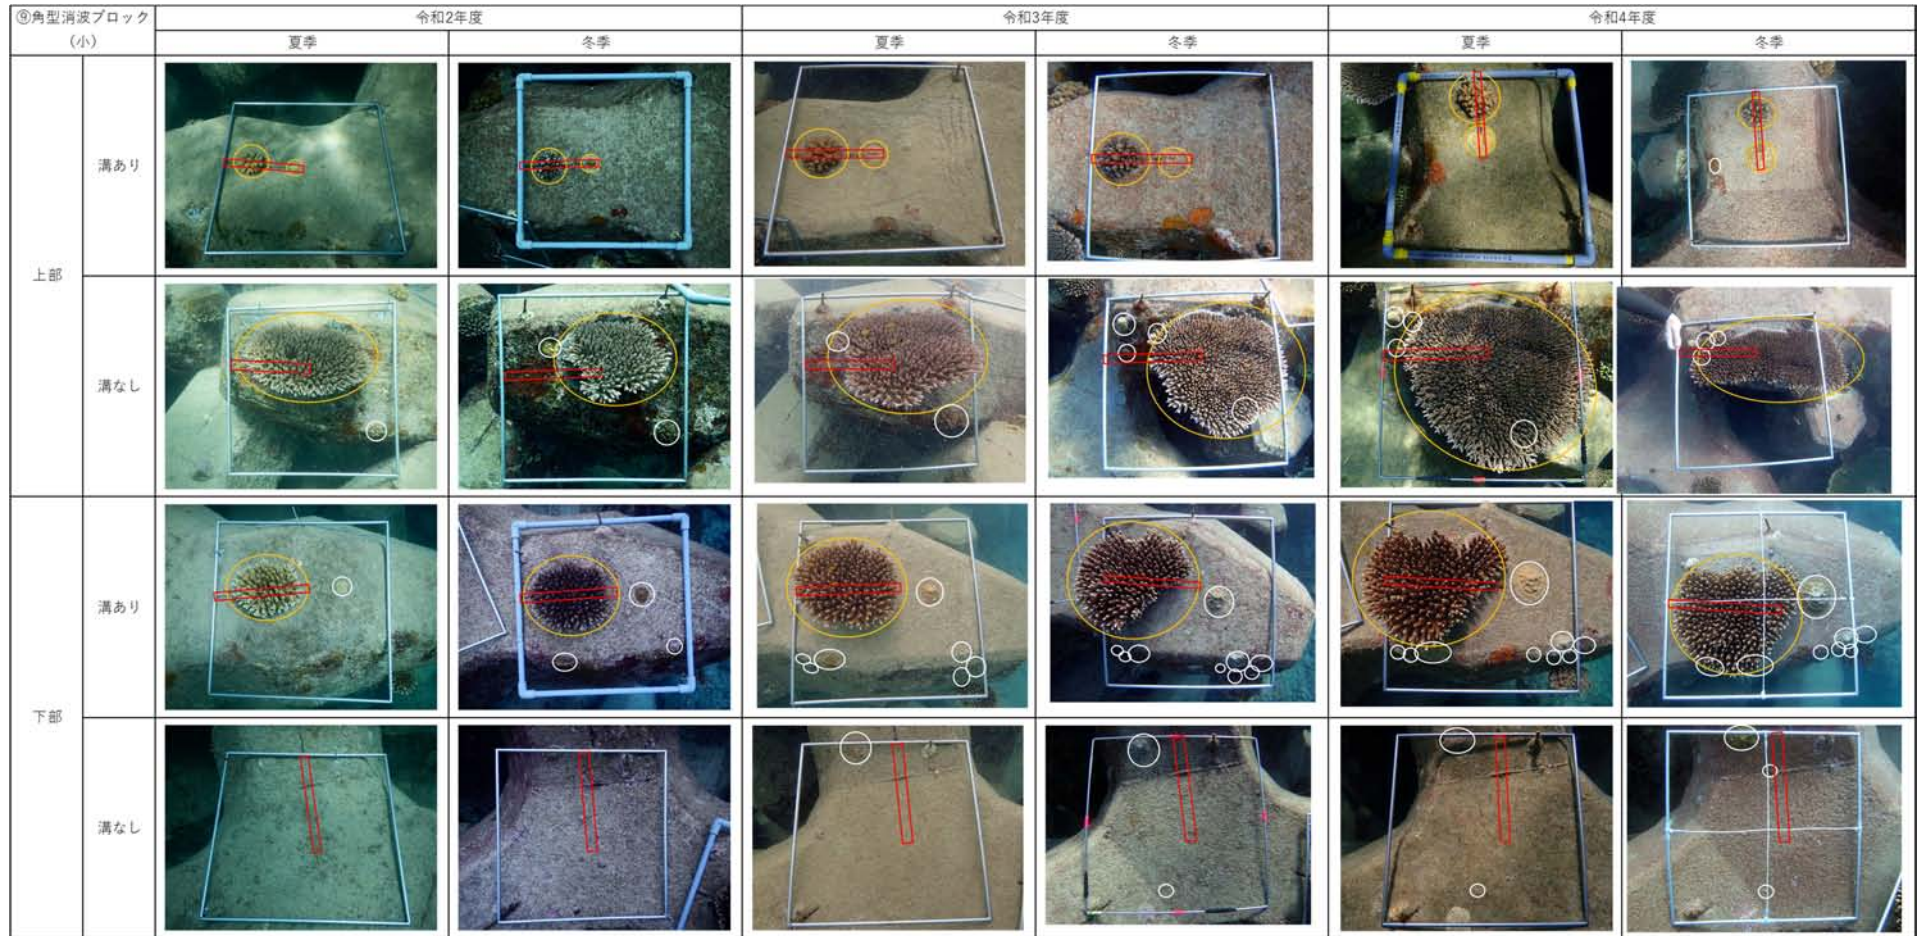 ⑨角型消波ブロック
(小)
令和2年度
令和3年度
令和4年度
夏季
冬季
夏季
冬季
夏季
冬季
上部
溝あり
溝なし
下部
溝あり
溝なし